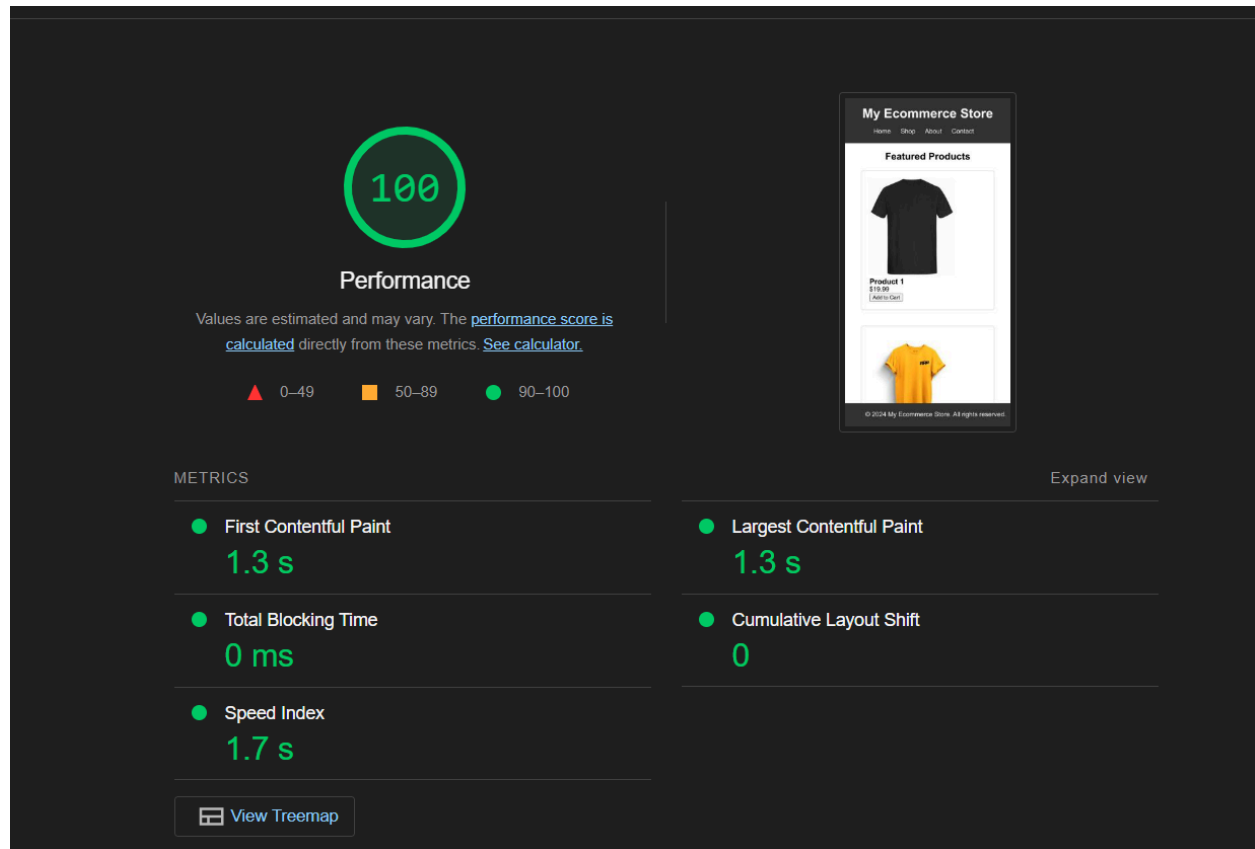 100
Performance
Values are estimated and may vary. The performance score is
calculated directly from these metrics. See calculator.
0–49
50–89
90–100
My Ecommerce Store
Home Shop About Contact
Featured Products
Product 1
$19.99
Add to Cart
© 2024 My Ecommerce Store. All rights reserved.
METRICS
Expand view
First Contentful Paint
1.3 s
Largest Contentful Paint
1.3 s
Total Blocking Time
0 ms
Cumulative Layout Shift
0
Speed Index
1.7 s
View Treemap